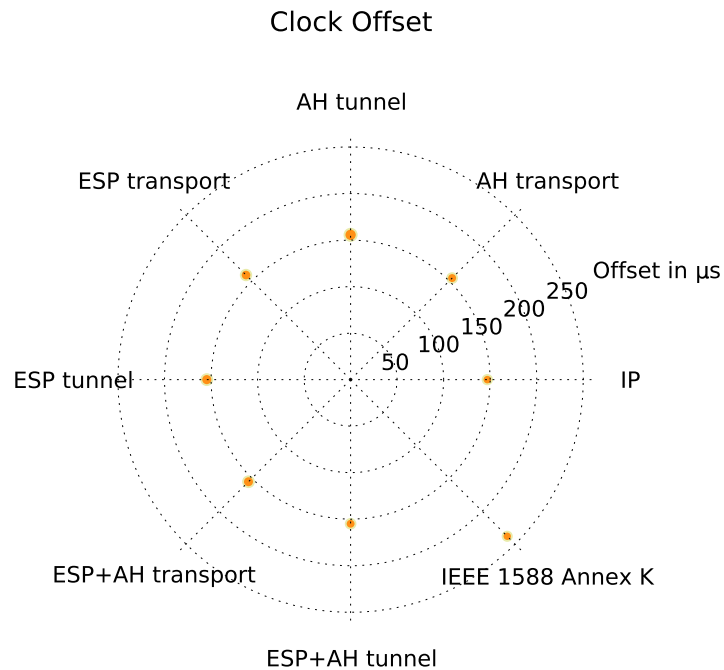 Clock Offset
AH tunnel
ESP transport
AH transport
Offset in µs
250
200
150
100
50
ESP tunnel
IP
ESP+AH transport
IEEE 1588 Annex K
ESP+AH tunnel